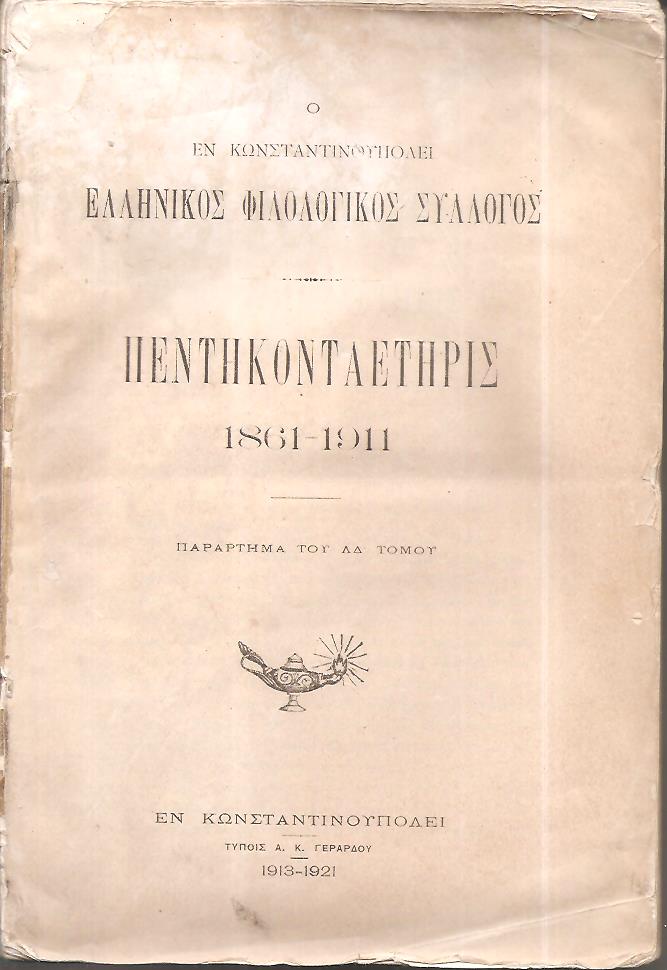 Ο
ΕΝ ΚΩΝΣΤΑΝΤΙΝΟΥΠΟΛΕΙ
ΕΛΛΗΝΙΚΟΣ ΦΙΛΟΛΟΓΙΚΟΣ ΣΥΛΛΟΓΟΣ
ΠΕΝΤΗΚΟΝΤΑΕΤΗΡΙΣ
1861-1911
ΠΑΡΑΡΤΗΜΑ ΤΟΥ ΛΔ΄ ΤΟΜΟΥ
ΕΝ ΚΩΝΣΤΑΝΤΙΝΟΥΠΟΛΕΙ
ΤΥΠΟΙΣ Α. Κ. ΓΕΡΑΡΔΟΥ
1913-1921